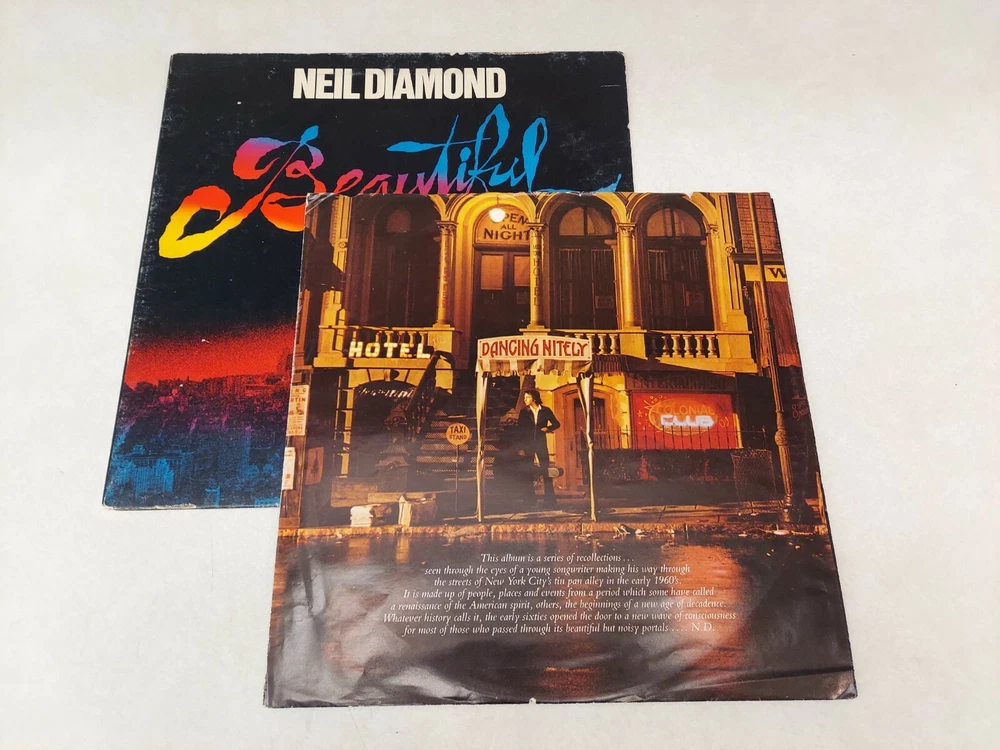 NEIL DIAMOND
Beautiful
OPEN
ALL
NIGHT
HOTEL
HOTEL
DANCING NITELY
ENTERTAINMENT
COLONIAL
CLUB
TAXI
STAND
This album is a series of recollections . . .
seen through the eyes of a young songwriter making his way through
the streets of New York City's tin pan alley in the early 1960's.
It is made up of people, places and events from a period which some have called
a renaissance of the American spirit, others, the beginnings of a new age of decadence.
Whatever history calls it, the early sixties opened the door to a new wave of consciousness
for most of those who passed through its beautiful but noisy portals . . . . N.D.